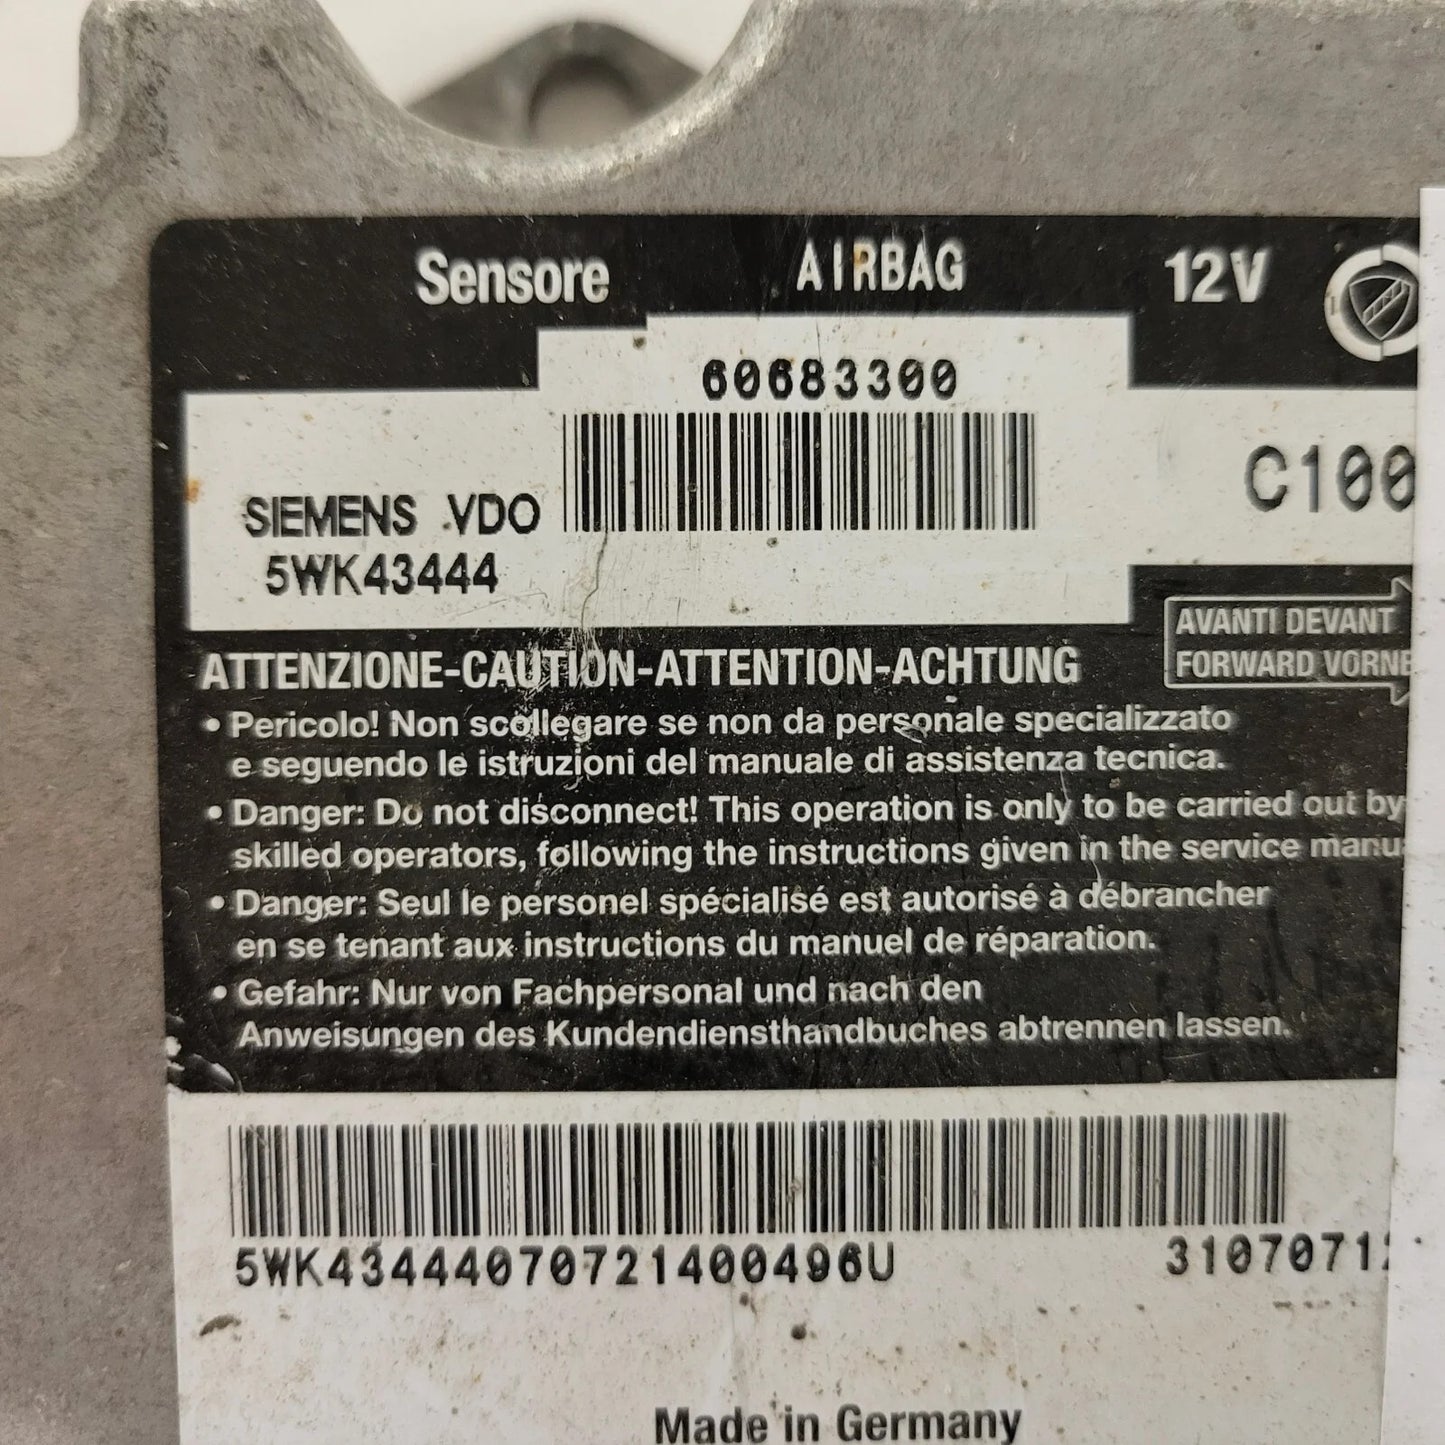 Sensore AIRBAG 12V
60683300
C100
SIEMENS VDO
5WK43444
AVANTI DEVANT
FORWARD VORNE
ATTENZIONE-CAUTION-ATTENTION-ACHTUNG
• Pericolo! Non scollegare se non da personale specializzato
e seguendo le istruzioni del manuale di assistenza tecnica.
• Danger: Do not disconnect! This operation is only to be carried out by
skilled operators, following the instructions given in the service
• Danger: Seul le personel spécialisé est autorisé à débrancher
en se tenant aux instructions du manuel de réparation.
• Gefahr: Nur von Fachpersonal und nach den
Anweisungen des Kundendiensthandbuches abtrennen lassen.
5WK43444070721400496U
Made in Germany